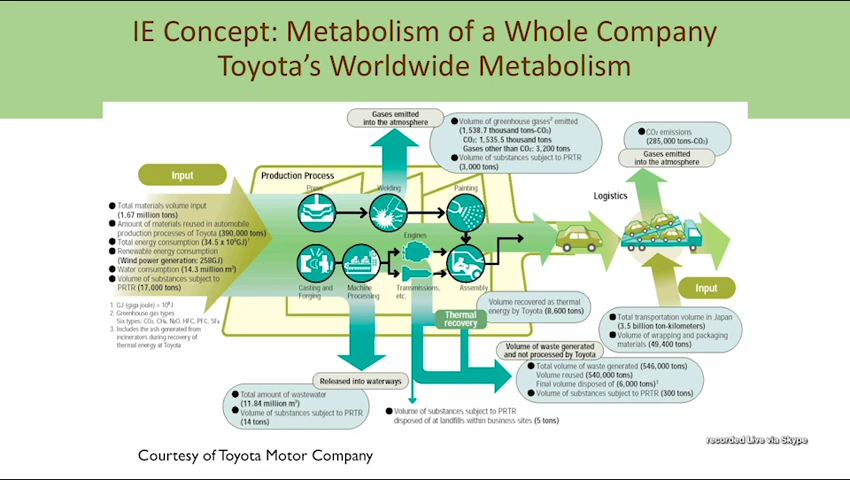 IE Concept: Metabolism of a Whole Company
Toyota's Worldwide Metabolism
Gases emitted
into the atmosphere
Volume of greenhouse gases² emitted
(1,538.7 thousand tons-CO₂)
CO₂: 1,535.5 thousand tons
Gases other than CO₂: 3,200 tons
Volume of substances subject to PRTR
(3,000 tons)
CO₂ emissions
(285,000 tons-CO₂)
Gases emitted
into the atmosphere
Input
Production Process
Press
Welding
Painting
Logistics
Total materials volume input
(1.67 million tons)
Amount of materials reused in automobile
production processes of Toyota (390,000 tons)
Total energy consumption (34.5 x 10⁶GJ)¹
Renewable energy consumption
(Wind power generation: 258GJ)
Water consumption (14.3 million m³)
Volume of substances subject to
PRTR (17,000 tons)
Engines
Casting and
Forging
Machine
Processing
Transmissions,
etc.
Assembly
Input
1. GJ (giga joule) = 10⁹J
2. Greenhouse gas types
Six types: CO₂, CH₄, N₂O, HFC, PFC, SF₆
3. Includes the ash generated from
incinerators during recovery of
thermal energy at Toyota
Thermal
recovery
Volume recovered as thermal
energy by Toyota (8,600 tons)
Total transportation volume in Japan
(3.5 billion ton-kilometers)
Volume of wrapping and packaging
materials (49,400 tons)
Volume of waste generated
and not processed by Toyota
Total volume of waste generated (546,000 tons)
Volume reused (540,000 tons)
Final volume disposed of (6,000 tons)³
Volume of substances subject to PRTR (300 tons)
Released into waterways
Total amount of wastewater
(11.84 million m³)
Volume of substances subject to PRTR
(14 tons)
Volume of substances subject to PRTR
disposed of at landfills within business sites (5 tons)
recorded Live via Skype
Courtesy of Toyota Motor Company